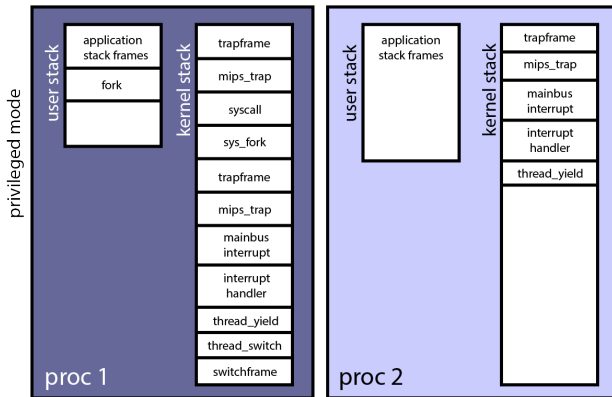 privileged mode
user stack
application
stack frames
fork
kernel stack
trapframe
mips_trap
syscall
sys_fork
trapframe
mips_trap
mainbus
interrupt
interrupt
handler
thread_yield
thread_switch
switchframe
proc 1
user stack
application
stack frames
kernel stack
trapframe
mips_trap
mainbus
interrupt
interrupt
handler
thread_yield
proc 2